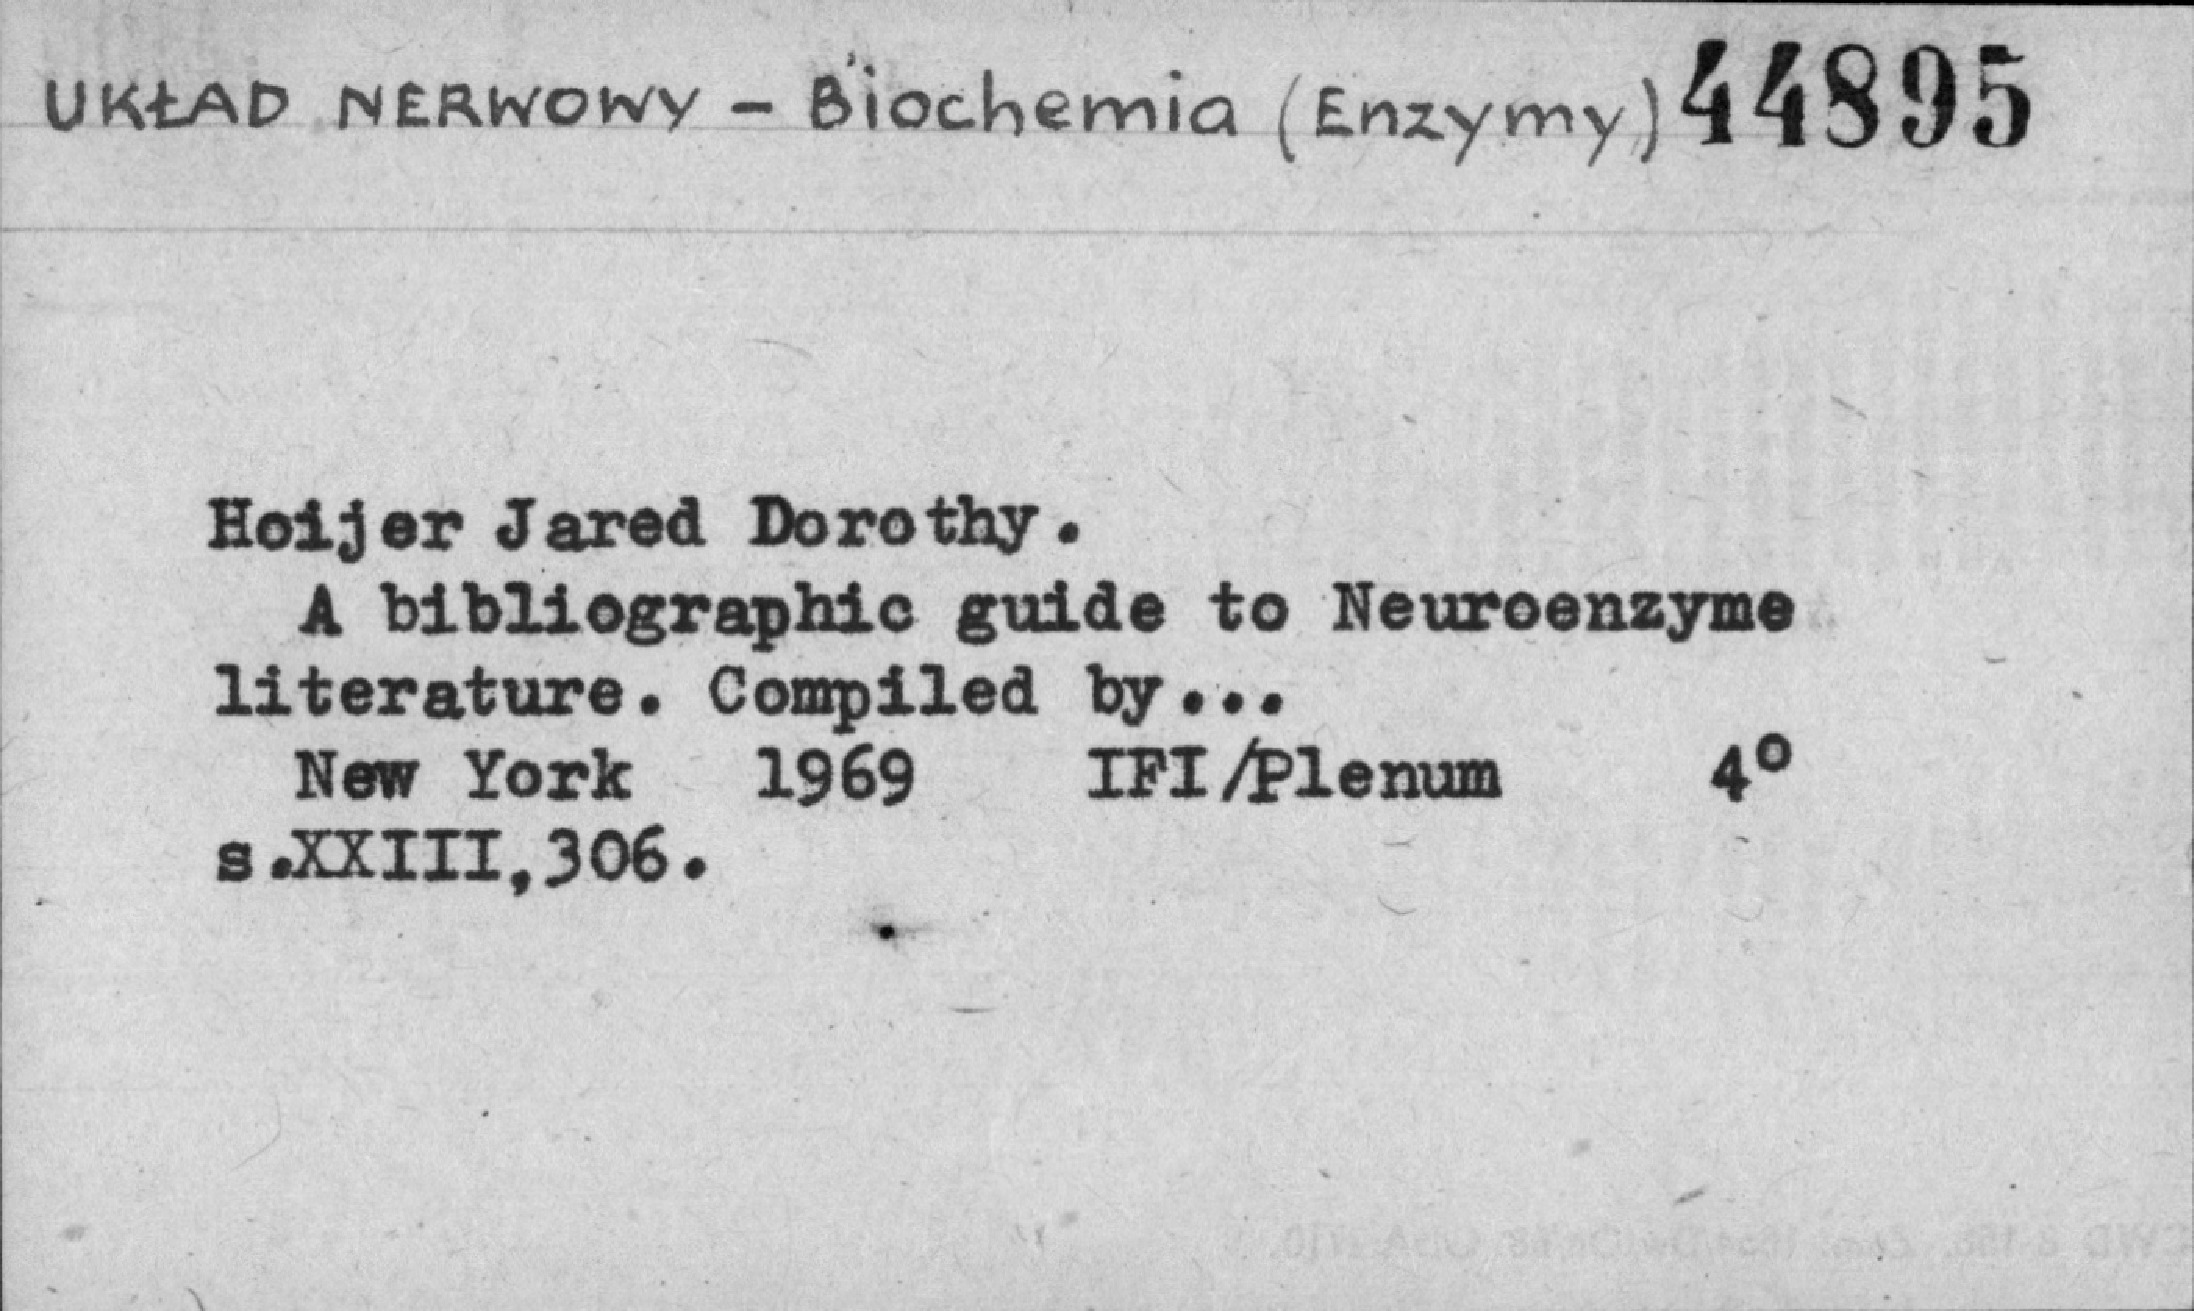 UKŁAD NERWOWY - Biochemia (Enzymy) 44895
Hoijer Jared Dorothy.
A bibliographic guide to Neuroenzyme
literature. Compiled by...
New York 1969 IFI/Plenum 4°
s.XXIII,306.